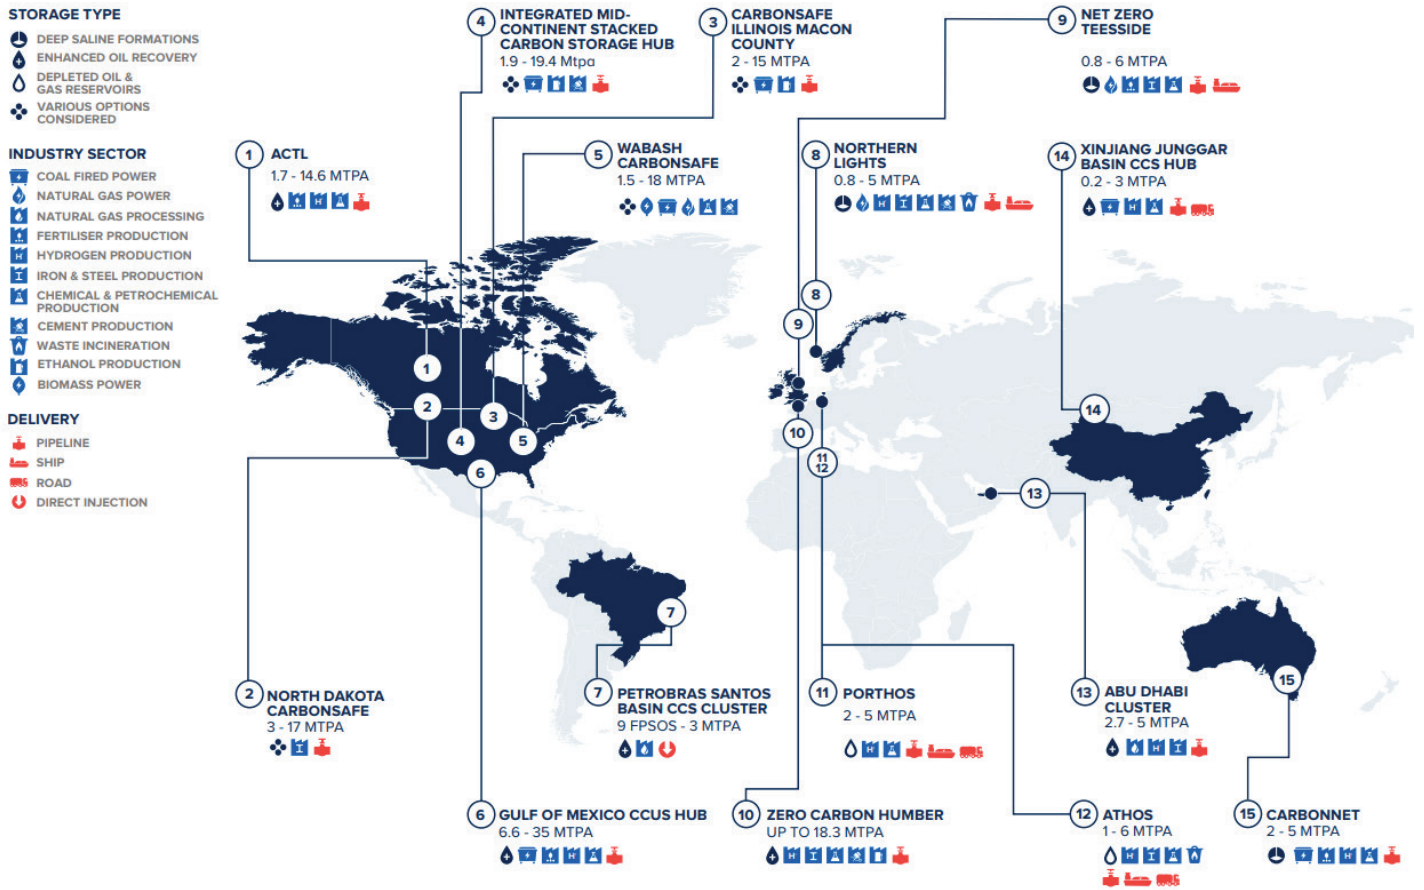 STORAGE TYPE
DEEP SALINE FORMATIONS
ENHANCED OIL RECOVERY
DEPLETED OIL &
GAS RESERVOIRS
VARIOUS OPTIONS
CONSIDERED
INDUSTRY SECTOR
COAL FIRED POWER
NATURAL GAS POWER
NATURAL GAS PROCESSING
FERTILISER PRODUCTION
HYDROGEN PRODUCTION
IRON & STEEL PRODUCTION
CHEMICAL & PETROCHEMICAL
PRODUCTION
CEMENT PRODUCTION
WASTE INCINERATION
ETHANOL PRODUCTION
BIOMASS POWER
DELIVERY
PIPELINE
SHIP
ROAD
DIRECT INJECTION
4 INTEGRATED MID-
CONTINENT STACKED
CARBON STORAGE HUB
1.9 - 19.4 Mtpa
3 CARBONSAFE
ILLINOIS MACON
COUNTY
2 - 15 MTPA
9 NET ZERO
TEESSIDE
0.8 - 6 MTPA
1 ACTL
1.7 - 14.6 MTPA
5 WABASH
CARBONSAFE
1.5 - 18 MTPA
8 NORTHERN
LIGHTS
0.8 - 5 MTPA
14 XINJIANG JUNGGAR
BASIN CCS HUB
0.2 - 3 MTPA
8
9
1
2
3
4
5
6
10
11
12
14
13
7
15
2 NORTH DAKOTA
CARBONSAFE
3 - 17 MTPA
7 PETROBRAS SANTOS
BASIN CCS CLUSTER
9 FPSOS - 3 MTPA
11 PORTHOS
2 - 5 MTPA
13 ABU DHABI
CLUSTER
2.7 - 5 MTPA
6 GULF OF MEXICO CCUS HUB
6.6 - 35 MTPA
10 ZERO CARBON HUMBER
UP TO 18.3 MTPA
12 ATHOS
1 - 6 MTPA
15 CARBONNET
2 - 5 MTPA